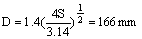 D = 1.4(4S/3.14)^1/2 = 166 mm